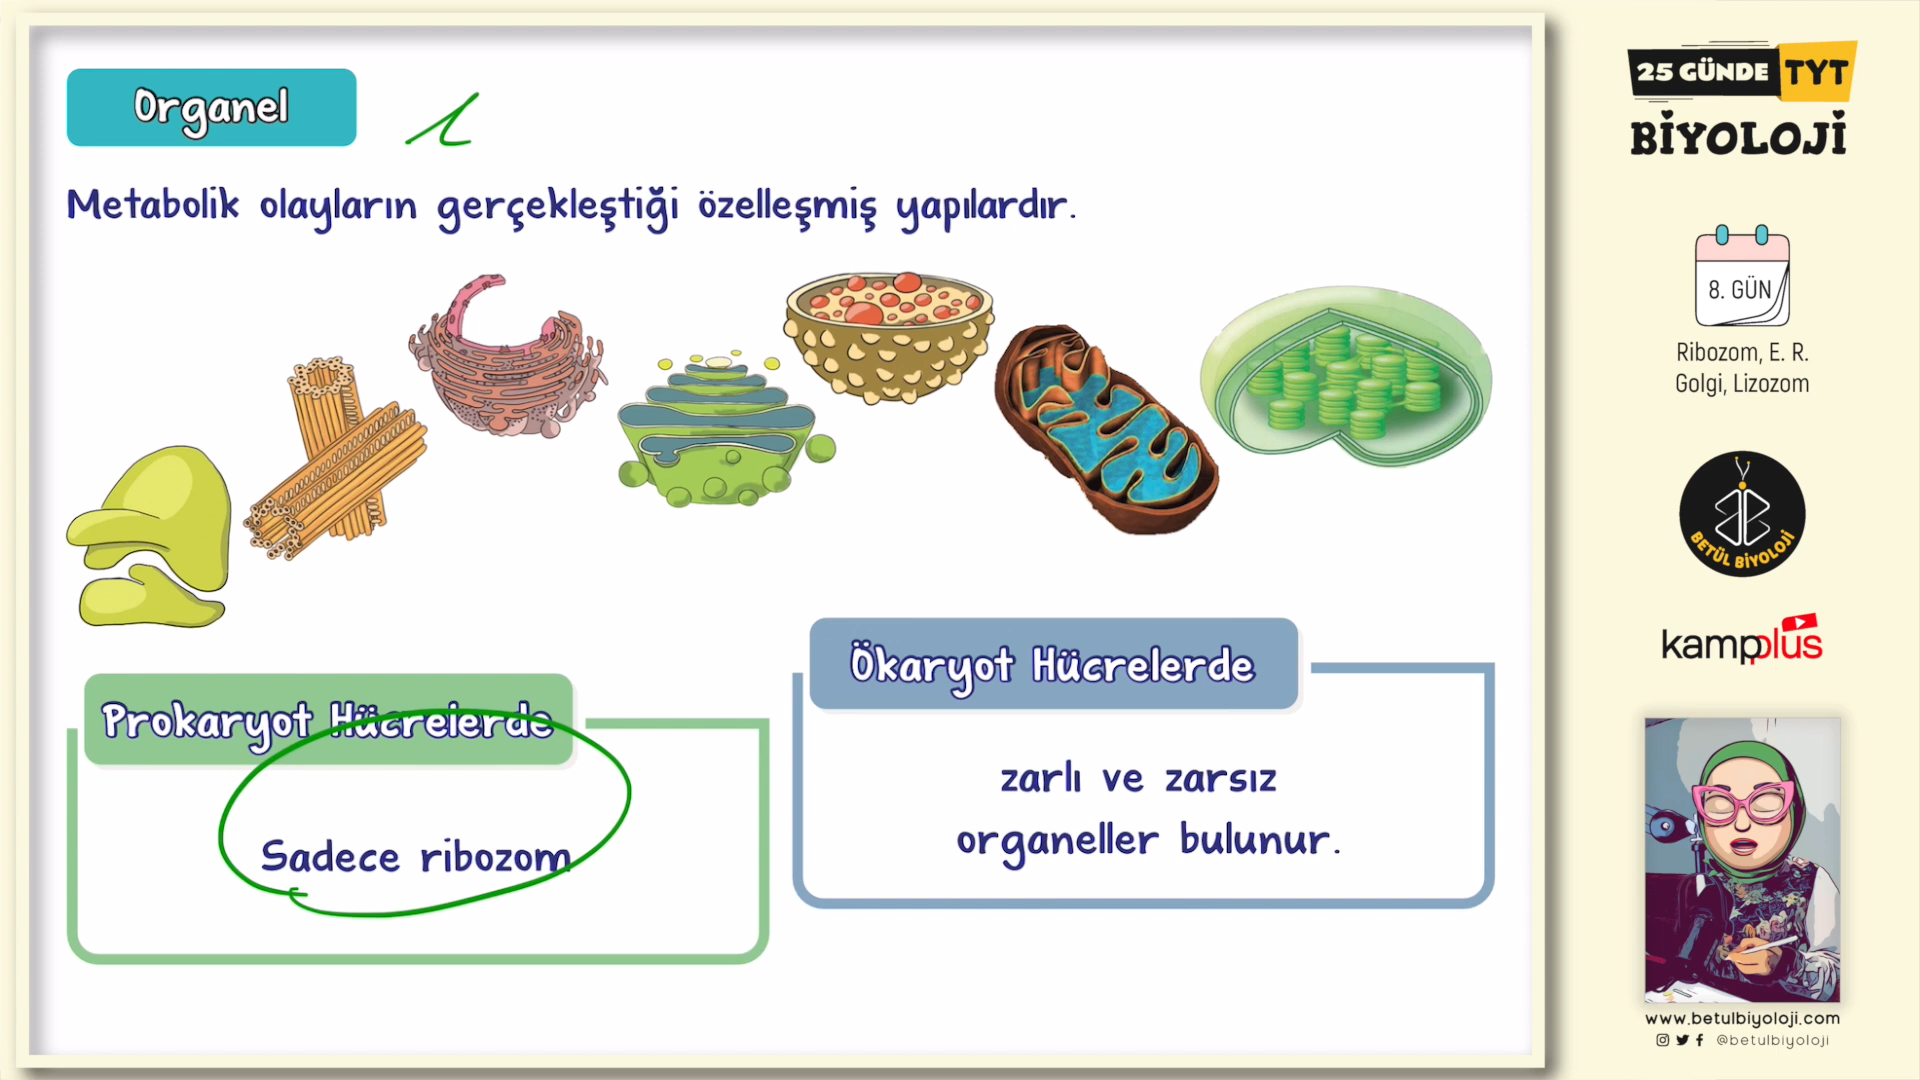 Organel
Metabolik olayların gerçekleştiği özelleşmiş yapılardır.
Prokaryot Hücrelerde
Sadece ribozom
Ökaryot Hücrelerde
zarlı ve zarsız
organeller bulunur.
25 GÜNDE TYT
BİYOLOJİ
8. GÜN
Ribozom, E. R.
Golgi, Lizozom
BETÜL BİYOLOJİ
kampplus
www.betulbiyoloji.com
@betulbiyoloji